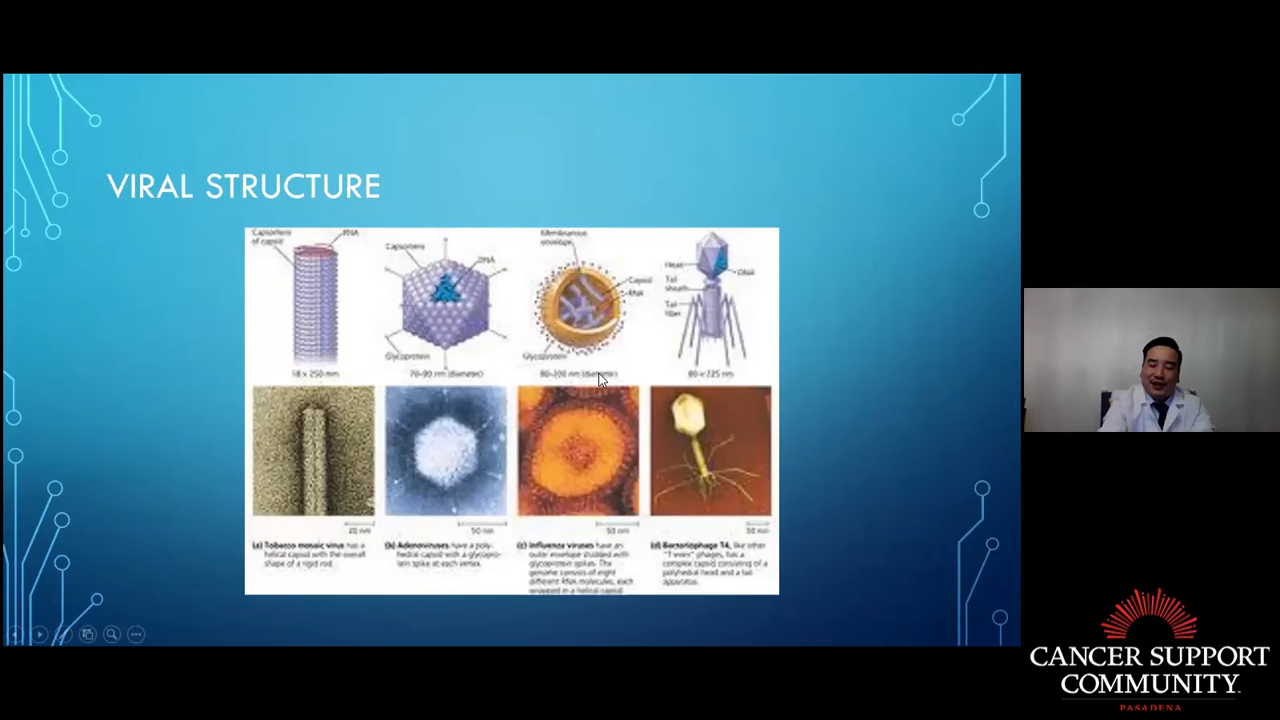 VIRAL STRUCTURE
Capsomere
of capsid
RNA
Capsomere
DNA
Glycoprotein
18 x 250 nm
70-90 nm (diameter)
Membranous
envelope
Capsid
RNA
Glycoprotein
80-200 nm (diameter)
Head
DNA
Tail
sheath
Tail
fiber
80 x 225 nm
20 nm
50 nm
50 nm
50 nm
(a) Tobacco mosaic virus has a
helical capsid with the overall
shape of a rigid rod.
(b) Adenoviruses have a poly-
hedral capsid with a glycopro-
tein spike at each vertex.
(c) Influenza viruses have an
outer envelope studded with
glycoprotein spikes. The
genome consists of eight
different RNA molecules, each
wrapped in a helical capsid
(d) Bacteriophage T4, like other
"T-even" phages, has a
complex capsid consisting of a
polyhedral head and a tail
apparatus.
CANCER SUPPORT
COMMUNITY
PASADENA